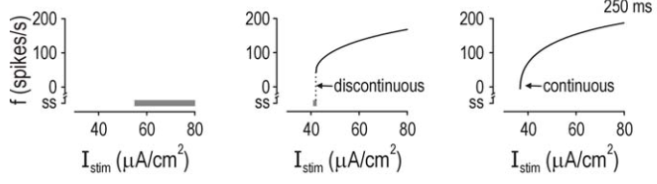 250 ms
f (spikes/s)
200
100
0
ss
40 60 80
I_stim (μA/cm²)
200
100
0
ss
discontinuous
40 60 80
I_stim (μA/cm²)
200
100
0
ss
continuous
40 60 80
I_stim (μA/cm²)